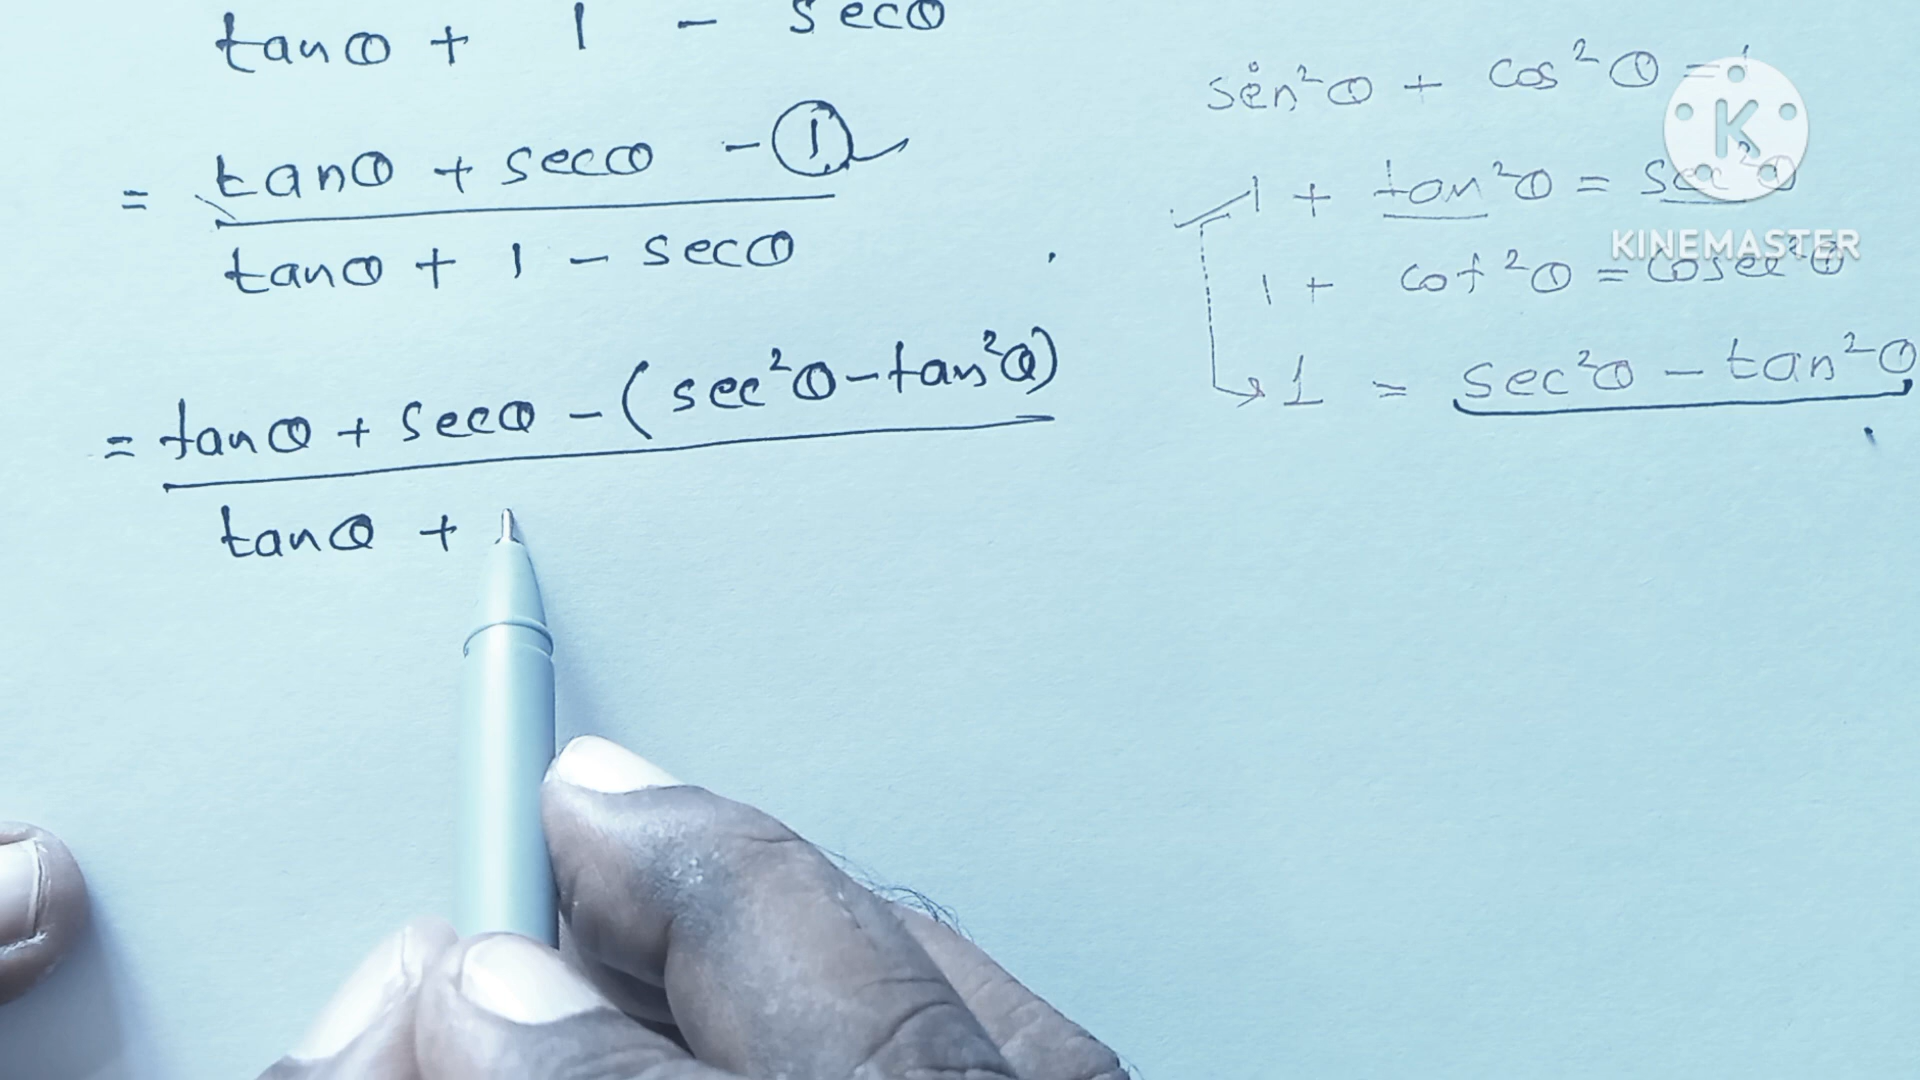 tanθ + 1 - secθ
= tanθ + secθ - 1
tanθ + 1 - secθ
= tanθ + secθ - (sec²θ - tan²θ)
tanθ +
sin²θ + cos²θ = 1
1 + tan²θ = sec²θ
1 + cot²θ = cosec²θ
1 = sec²θ - tan²θ
K
KINEMASTER